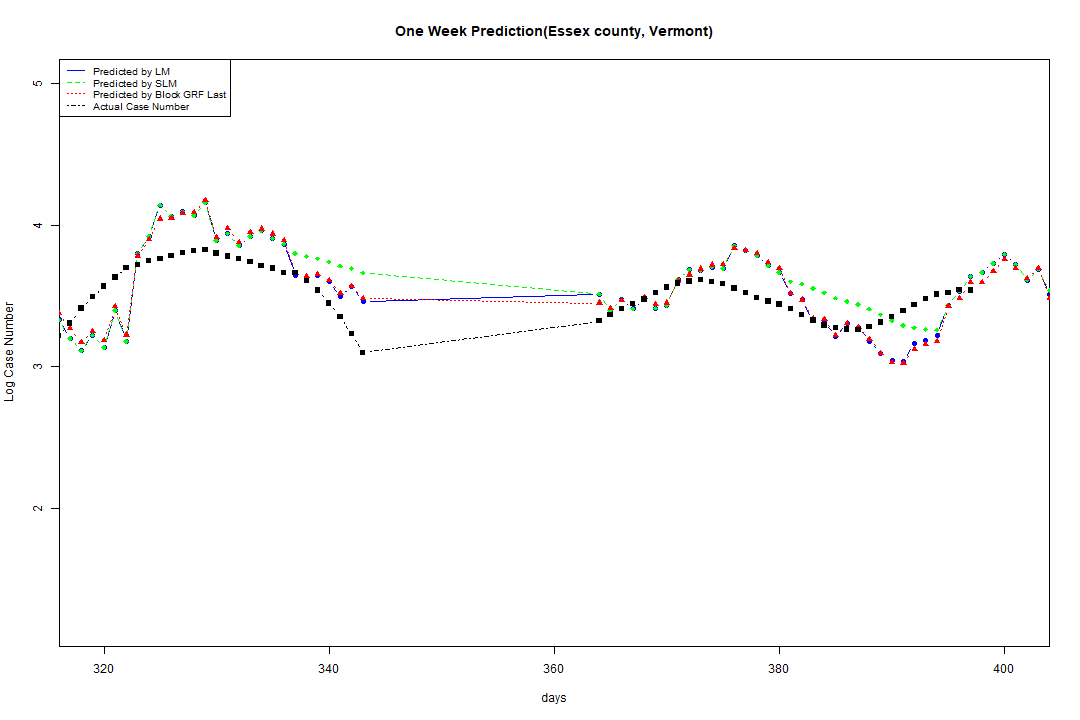 One Week Prediction(Essex county, Vermont)
Predicted by LM
Predicted by SLM
Predicted by Block GRF Last
Actual Case Number
5
4
3
2
Log Case Number
320 340 360 380 400
days